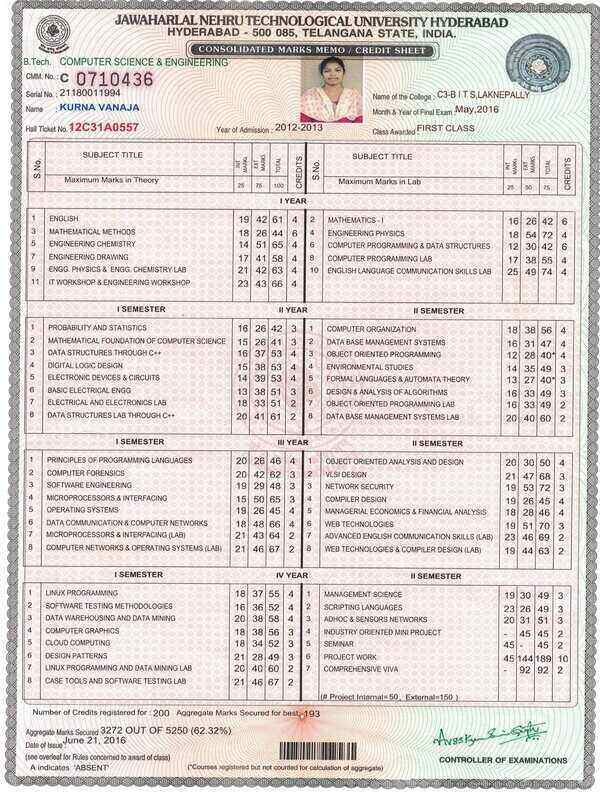 JAWAHARLAL NEHRU TECHNOLOGICAL UNIVERSITY HYDERABAD
HYDERABAD - 500 085, TELANGANA STATE, INDIA.
CONSOLIDATED MARKS MEMO / CREDIT SHEET
B.Tech. COMPUTER SCIENCE & ENGINEERING
CMM. No.: C 0710436
Serial No.: 21180011994
Name KURNA VANAJA
Hall Ticket No. 12C31A0557
Year of Admission: 2012-2013
Name of the College: C3-B I T S, LAKNEPALLY
Month & Year of Final Exam: May, 2016
Class Awarded FIRST CLASS
S.No. SUBJECT TITLE INT MARKS EXT MARKS TOTAL CREDITS S.No. SUBJECT TITLE INT MARKS EXT MARKS TOTAL CREDITS
Maximum Marks in Theory 25 75 100 Maximum Marks in Lab 25 50 75
I YEAR
1 ENGLISH 19 42 61 4 2 MATHEMATICS - I 16 26 42 6
3 MATHEMATICAL METHODS 18 26 44 6 4 ENGINEERING PHYSICS 18 54 72 4
5 ENGINEERING CHEMISTRY 14 51 65 4 6 COMPUTER PROGRAMMING & DATA STRUCTURES 12 30 42 6
7 ENGINEERING DRAWING 17 41 58 4 8 COMPUTER PROGRAMMING LAB 17 38 55 4
9 ENGG. PHYSICS & ENGG. CHEMISTRY LAB 21 42 63 4 10 ENGLISH LANGUAGE COMMUNICATION SKILLS LAB 25 49 74 4
11 IT WORKSHOP & ENGINEERING WORKSHOP 23 43 66 4
I SEMESTER II YEAR II SEMESTER
1 PROBABILITY AND STATISTICS 16 26 42 3 1 COMPUTER ORGANIZATION 18 38 56 4
2 MATHEMATICAL FOUNDATION OF COMPUTER SCIENCE 15 26 41 3 2 DATA BASE MANAGEMENT SYSTEMS 16 31 47 4
3 DATA STRUCTURES THROUGH C++ 16 37 53 4 3 OBJECT ORIENTED PROGRAMMING 12 28 40* 4
4 DIGITAL LOGIC DESIGN 15 38 53 4 4 ENVIRONMENTAL STUDIES 14 35 49 3
5 ELECTRONIC DEVICES & CIRCUITS 14 39 53 4 5 FORMAL LANGUAGES & AUTOMATA THEORY 13 27 40* 3
6 BASIC ELECTRICAL ENGG 13 38 51 3 6 DESIGN & ANALYSIS OF ALGORITHMS 16 33 49 3
7 ELECTRICAL AND ELECTRONICS LAB 18 33 51 2 7 OBJECT ORIENTED PROGRAMMING LAB 16 33 49 2
8 DATA STRUCTURES LAB THROUGH C++ 20 41 61 2 8 DATA BASE MANAGEMENT SYSTEMS LAB 20 40 60 2
I SEMESTER III YEAR II SEMESTER
1 PRINCIPLES OF PROGRAMMING LANGUAGES 20 26 46 4 1 OBJECT ORIENTED ANALYSIS AND DESIGN 20 30 50 4
2 COMPUTER FORENSICS 20 42 62 3 2 VLSI DESIGN 21 47 68 3
3 SOFTWARE ENGINEERING 19 29 48 3 3 NETWORK SECURITY 19 53 72 3
4 MICROPROCESSORS & INTERFACING 15 50 65 3 4 COMPILER DESIGN 19 26 45 4
5 OPERATING SYSTEMS 19 26 45 4 5 MANAGERIAL ECONOMICS & FINANCIAL ANALYSIS 18 28 46 4
6 DATA COMMUNICATION & COMPUTER NETWORKS 18 48 66 4 6 WEB TECHNOLOGIES 19 51 70 3
7 MICROPROCESSORS & INTERFACING (LAB) 21 43 64 2 7 ADVANCED ENGLISH COMMUNICATION SKILLS (LAB) 23 46 69 2
8 COMPUTER NETWORKS & OPERATING SYSTEMS (LAB) 21 46 67 2 8 WEB TECHNOLOGIES & COMPILER DESIGN (LAB) 19 44 63 2
I SEMESTER IV YEAR II SEMESTER
1 LINUX PROGRAMMING 18 37 55 4 1 MANAGEMENT SCIENCE 19 30 49 3
2 SOFTWARE TESTING METHODOLOGIES 16 36 52 4 2 SCRIPTING LANGUAGES 23 26 49 3
3 DATA WAREHOUSING AND DATA MINING 20 38 58 4 3 ADHOC & SENSORS NETWORKS 20 31 51 3
4 COMPUTER GRAPHICS 18 38 56 3 4 INDUSTRY ORIENTED MINI PROJECT - 45 45 2
5 CLOUD COMPUTING 18 34 52 3 5 SEMINAR 45 - 45 2
6 DESIGN PATTERNS 21 28 49 3 6 PROJECT WORK 45 144 189 10
7 LINUX PROGRAMMING AND DATA MINING LAB 20 40 60 2 7 COMPREHENSIVE VIVA - 92 92 2
8 CASE TOOLS AND SOFTWARE TESTING LAB 21 46 67 2
(# Project Internal=50, External=150 )
Number of Credits registered for : 200 Aggregate Marks Secured for best -193
Aggregate Marks Secured 3272 OUT OF 5250 (62.32%)
Date of Issue: June 21, 2016
(see overleaf for Rules concerned to award of class)
A indicates 'ABSENT'
(*Courses registered but not counted for calculation of aggregate)
CONTROLLER OF EXAMINATIONS